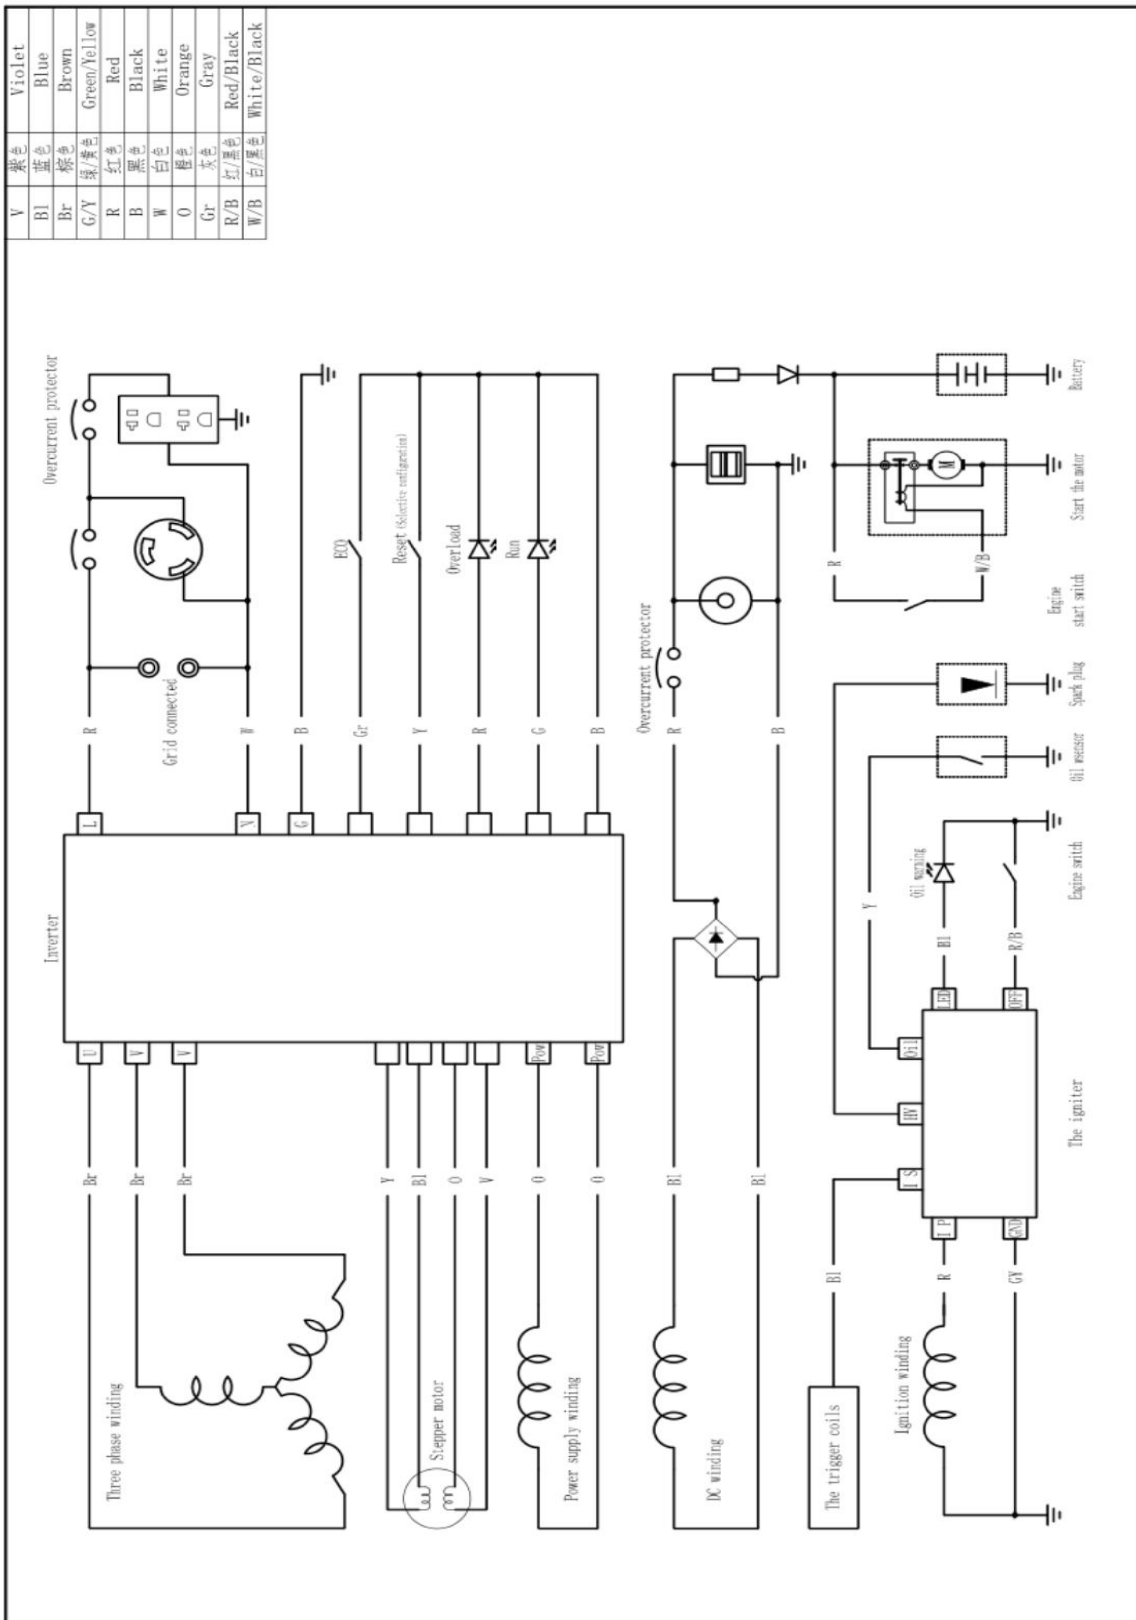 V 紫色 Violet
Bl 蓝色 Blue
Br 棕色 Brown
G/Y 绿/黄色 Green/Yellow
R 红色 Red
B 黑色 Black
W 白色 White
O 橙色 Orange
Gr 灰色 Gray
R/B 红/黑色 Red/Black
W/B 白/黑色 White/Black
Three phase winding
Br
Br
Br
U
V
V
Inverter
L
N
G
R
W
B
Grid connected
Overcurrent protector
Stepper motor
Y
Bl
O
V
Gr
Y
R
G
B
ECO
Reset (Selective configuration)
Overload
Run
Power supply winding
O
O
Pow
Pow
DC winding
Bl
Bl
R
B
Overcurrent protector
The trigger coils
Bl
Ignition winding
R
GY
I P
GND
I S
HV
Oil
LED
OFF
The igniter
Y
Bl
R/B
Oil warning
Engine switch
Oil wsensor
Spark plug
Engine
start switch
R
W/B
M
Start the motor
Battery